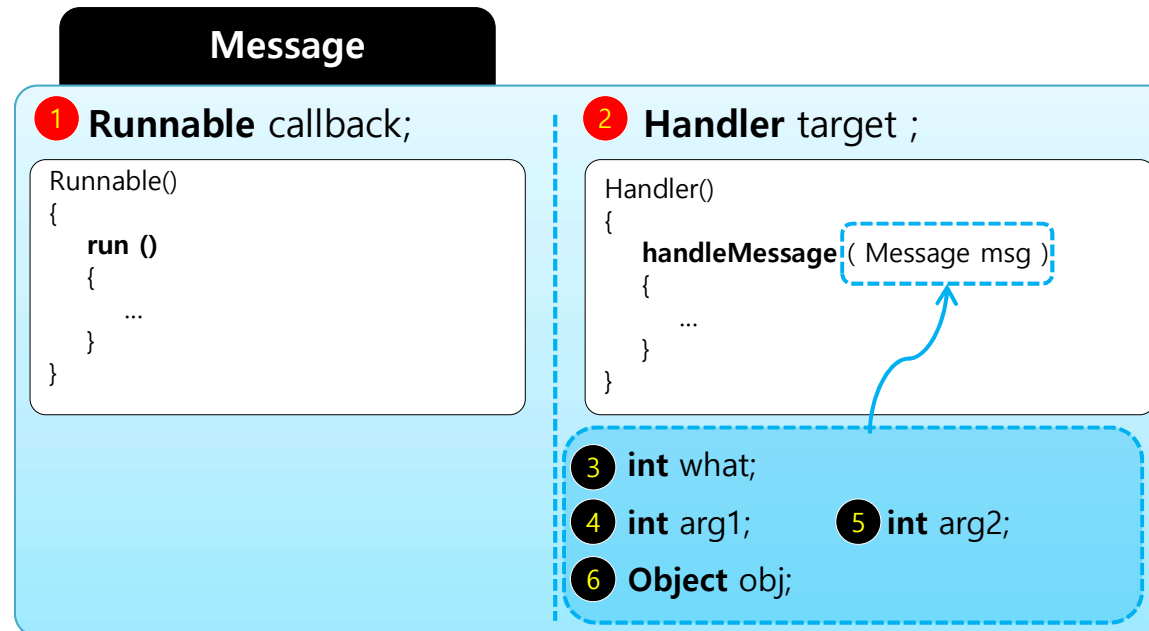 Message
1 Runnable callback;
Runnable()
{
run ()
{
...
}
}
2 Handler target ;
Handler()
{
handleMessage ( Message msg )
{
...
}
}
3 int what;
4 int arg1; 5 int arg2;
6 Object obj;